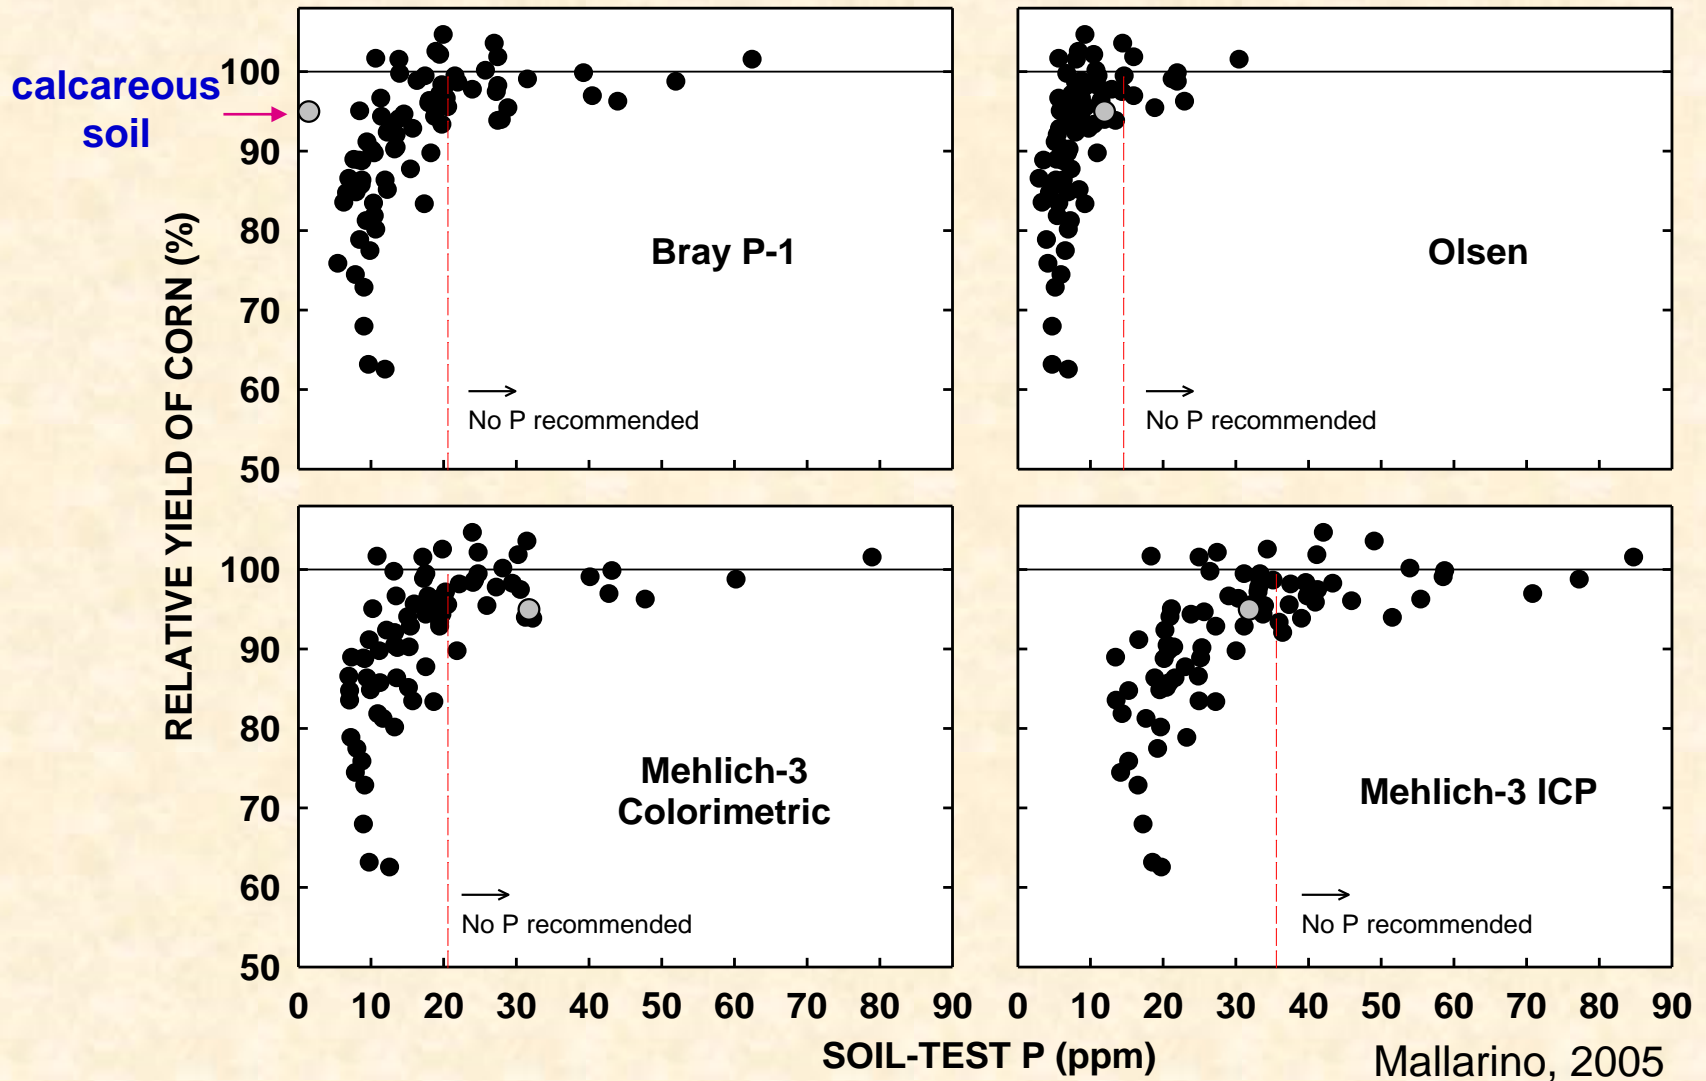 calcareous
soil
RELATIVE YIELD OF CORN (%)
100
90
80
70
60
50
Bray P-1
No P recommended
Olsen
No P recommended
100
90
80
70
60
50
Mehlich-3
Colorimetric
No P recommended
Mehlich-3 ICP
No P recommended
0 10 20 30 40 50 60 70 80 90
0 10 20 30 40 50 60 70 80 90
SOIL-TEST P (ppm)
Mallarino, 2005